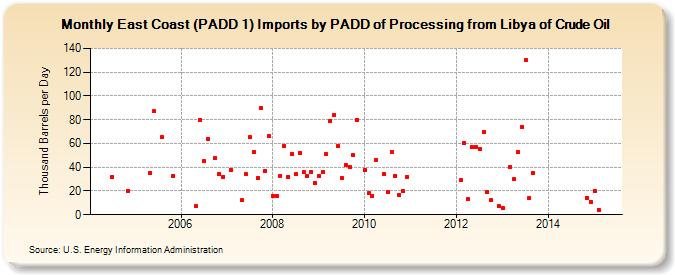 Monthly East Coast (PADD 1) Imports by PADD of Processing from Libya of Crude Oil
Thousand Barrels per Day
140
120
100
80
60
40
20
0
2006 2008 2010 2012 2014
Source: U.S. Energy Information Administration